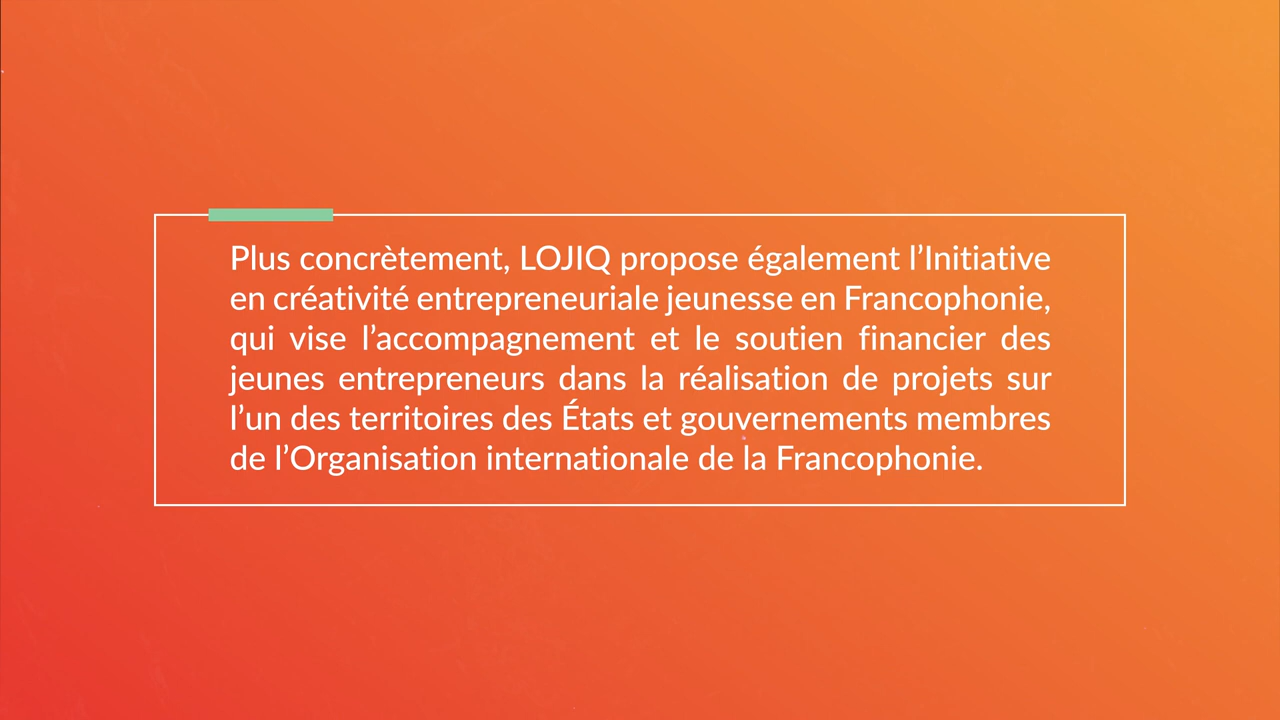 Plus concrètement, LOJIQ propose également l’Initiative
en créativité entrepreneuriale jeunesse en Francophonie,
qui vise l’accompagnement et le soutien financier des
jeunes entrepreneurs dans la réalisation de projets sur
l’un des territoires des États et gouvernements membres
de l’Organisation internationale de la Francophonie.